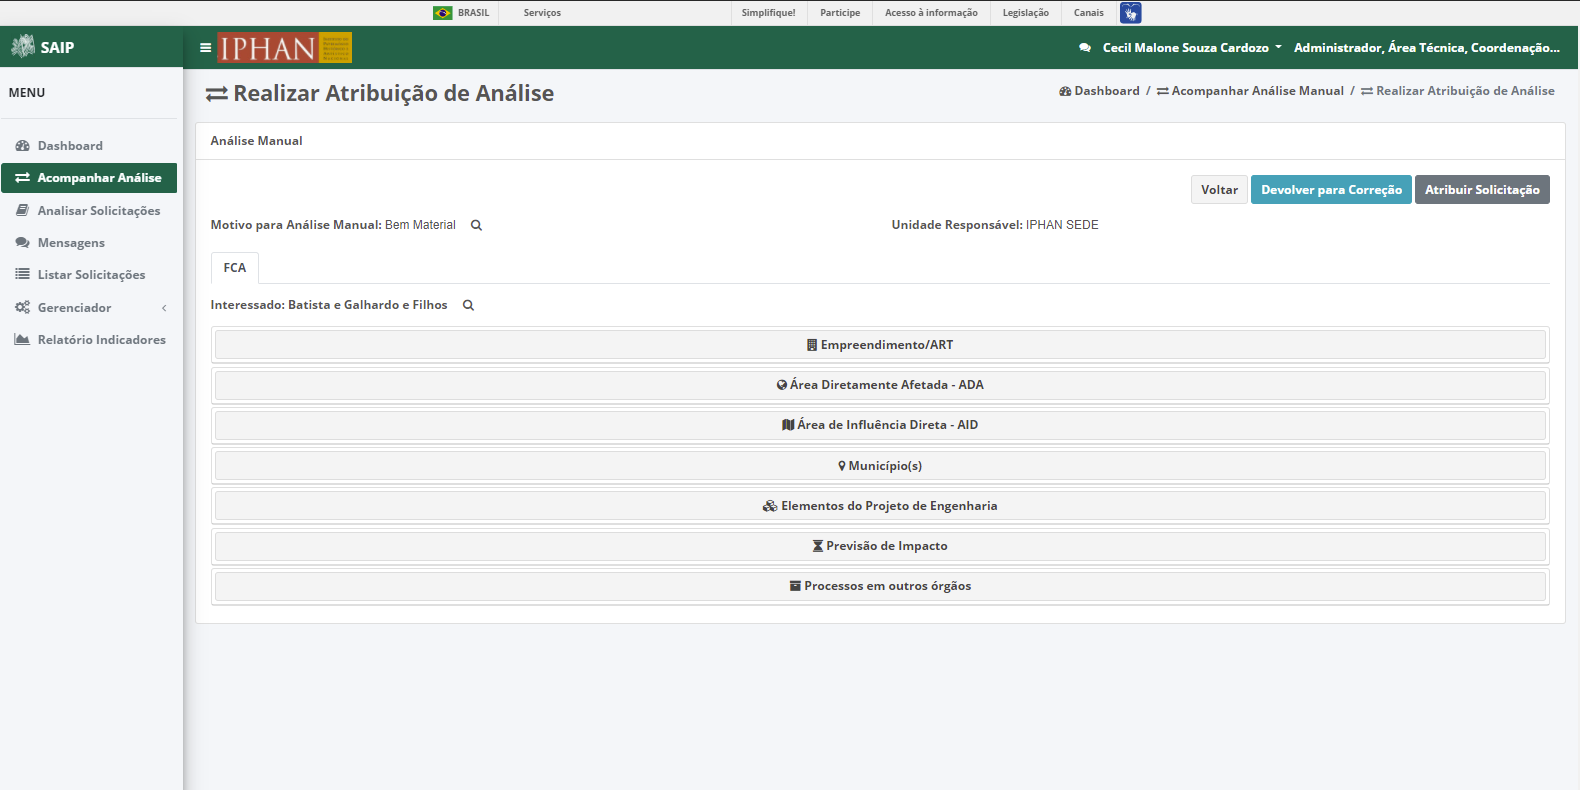 BRASIL Serviços Simplifique! Participe Acesso à informação Legislação Canais
SAIP
IPHAN
Cecil Malone Souza Cardozo Administrador, Área Técnica, Coordenação...
MENU
Dashboard
Acompanhar Análise
Analisar Solicitações
Mensagens
Listar Solicitações
Gerenciador
Relatório Indicadores
Realizar Atribuição de Análise
Dashboard / Acompanhar Análise Manual / Realizar Atribuição de Análise
Análise Manual
Voltar Devolver para Correção Atribuir Solicitação
Motivo para Análise Manual: Bem Material Unidade Responsável: IPHAN SEDE
FCA
Interessado: Batista e Galhardo e Filhos
Empreendimento/ART
Área Diretamente Afetada - ADA
Área de Influência Direta - AID
Município(s)
Elementos do Projeto de Engenharia
Previsão de Impacto
Processos em outros órgãos